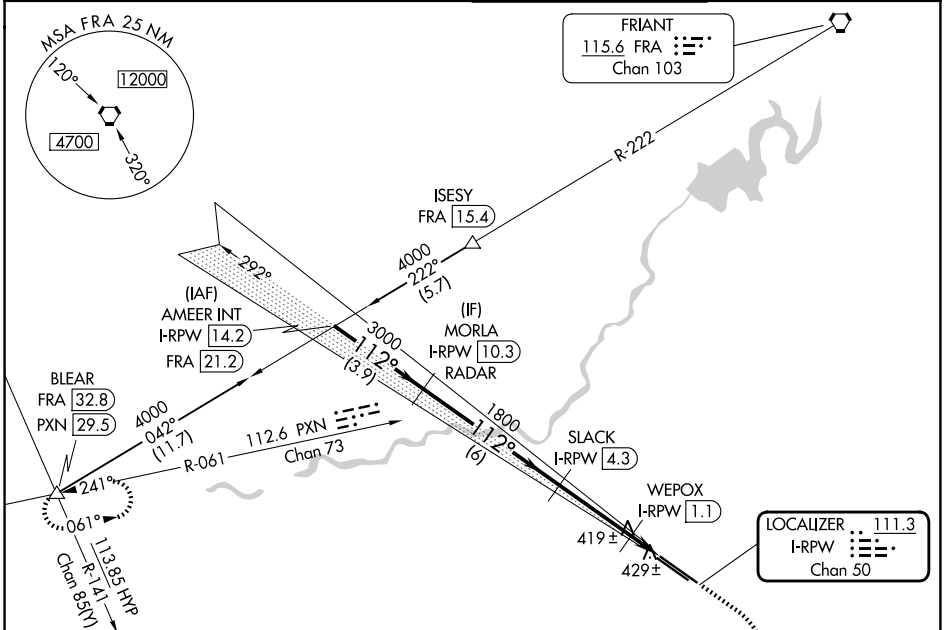 MSA FRA 25 NM
120°
12000
4700
320°
FRIANT
115.6 FRA
Chan 103
R-222
ISESY
FRA 15.4
4000
222°
(5.7)
292°
(IAF)
AMEER INT
I-RPW 14.2
FRA 21.2
3000
112°
(3.9)
(IF)
MORLA
I-RPW 10.3
RADAR
BLEAR
FRA 32.8
PXN 29.5
4000
042°
(11.7)
R-061
112.6 PXN
Chan 73
1800
112°
(6)
SLACK
I-RPW 4.3
WEPOX
I-RPW 1.1
241°
061°
419±
429±
LOCALIZER 111.3
I-RPW
Chan 50
113.85 HYP
R-141
Chan 85(Y)